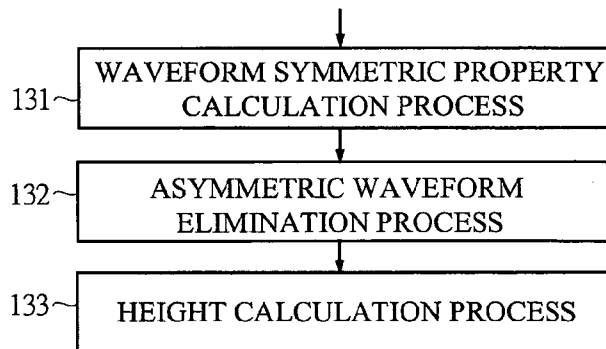 131
WAVEFORM SYMMETRIC PROPERTY
CALCULATION PROCESS
132
ASYMMETRIC WAVEFORM
ELIMINATION PROCESS
133
HEIGHT CALCULATION PROCESS